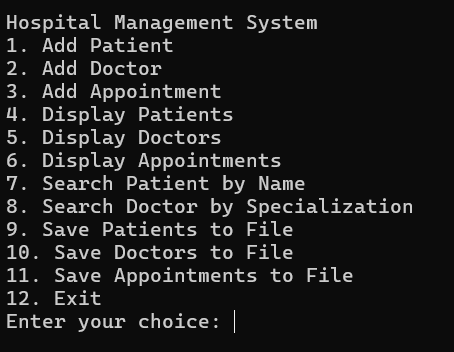 Hospital Management System
1. Add Patient
2. Add Doctor
3. Add Appointment
4. Display Patients
5. Display Doctors
6. Display Appointments
7. Search Patient by Name
8. Search Doctor by Specialization
9. Save Patients to File
10. Save Doctors to File
11. Save Appointments to File
12. Exit
Enter your choice: